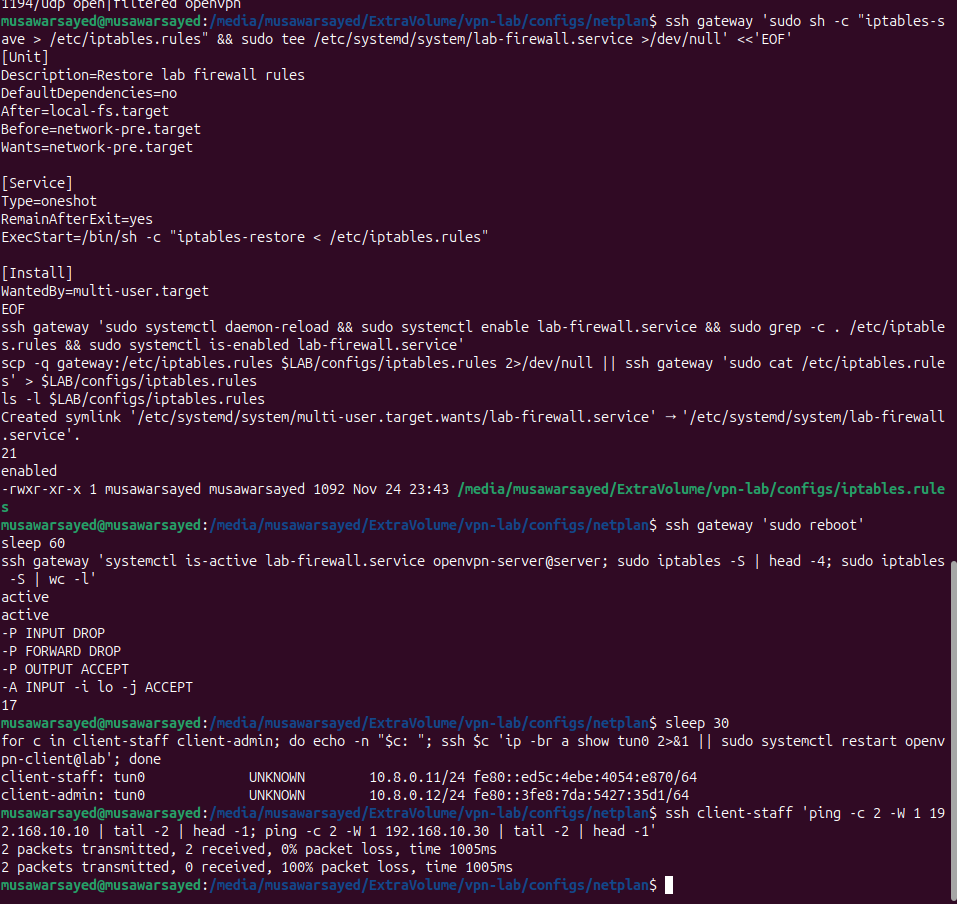 1194/udp open|filtered openvpn
musawarsayed@musawarsayed:/media/musawarsayed/ExtraVolume/vpn-lab/configs/netplan$ ssh gateway 'sudo sh -c "iptables-s
ave > /etc/iptables.rules" && sudo tee /etc/systemd/system/lab-firewall.service >/dev/null' <<'EOF'
[Unit]
Description=Restore lab firewall rules
DefaultDependencies=no
After=local-fs.target
Before=network-pre.target
Wants=network-pre.target

[Service]
Type=oneshot
RemainAfterExit=yes
ExecStart=/bin/sh -c "iptables-restore < /etc/iptables.rules"

[Install]
WantedBy=multi-user.target
EOF
ssh gateway 'sudo systemctl daemon-reload && sudo systemctl enable lab-firewall.service && sudo grep -c . /etc/iptable
s.rules && sudo systemctl is-enabled lab-firewall.service'
scp -q gateway:/etc/iptables.rules $LAB/configs/iptables.rules 2>/dev/null || ssh gateway 'sudo cat /etc/iptables.rule
s' > $LAB/configs/iptables.rules
ls -l $LAB/configs/iptables.rules
Created symlink '/etc/systemd/system/multi-user.target.wants/lab-firewall.service' → '/etc/systemd/system/lab-firewall
.service'.
21
enabled
-rwxr-xr-x 1 musawarsayed musawarsayed 1092 Nov 24 23:43 /media/musawarsayed/ExtraVolume/vpn-lab/configs/iptables.rule
s
musawarsayed@musawarsayed:/media/musawarsayed/ExtraVolume/vpn-lab/configs/netplan$ ssh gateway 'sudo reboot'
sleep 60
ssh gateway 'systemctl is-active lab-firewall.service openvpn-server@server; sudo iptables -S | head -4; sudo iptables
 -S | wc -l'
active
active
-P INPUT DROP
-P FORWARD DROP
-P OUTPUT ACCEPT
-A INPUT -i lo -j ACCEPT
17
musawarsayed@musawarsayed:/media/musawarsayed/ExtraVolume/vpn-lab/configs/netplan$ sleep 30
for c in client-staff client-admin; do echo -n "$c: "; ssh $c 'ip -br a show tun0 2>&1 || sudo systemctl restart openv
pn-client@lab'; done
client-staff: tun0             UNKNOWN        10.8.0.11/24 fe80::ed5c:4ebe:4054:e870/64
client-admin: tun0             UNKNOWN        10.8.0.12/24 fe80::3fe8:7da:5427:35d1/64
musawarsayed@musawarsayed:/media/musawarsayed/ExtraVolume/vpn-lab/configs/netplan$ ssh client-staff 'ping -c 2 -W 1 19
2.168.10.10 | tail -2 | head -1; ping -c 2 -W 1 192.168.10.30 | tail -2 | head -1'
2 packets transmitted, 2 received, 0% packet loss, time 1005ms
2 packets transmitted, 0 received, 100% packet loss, time 1005ms
musawarsayed@musawarsayed:/media/musawarsayed/ExtraVolume/vpn-lab/configs/netplan$